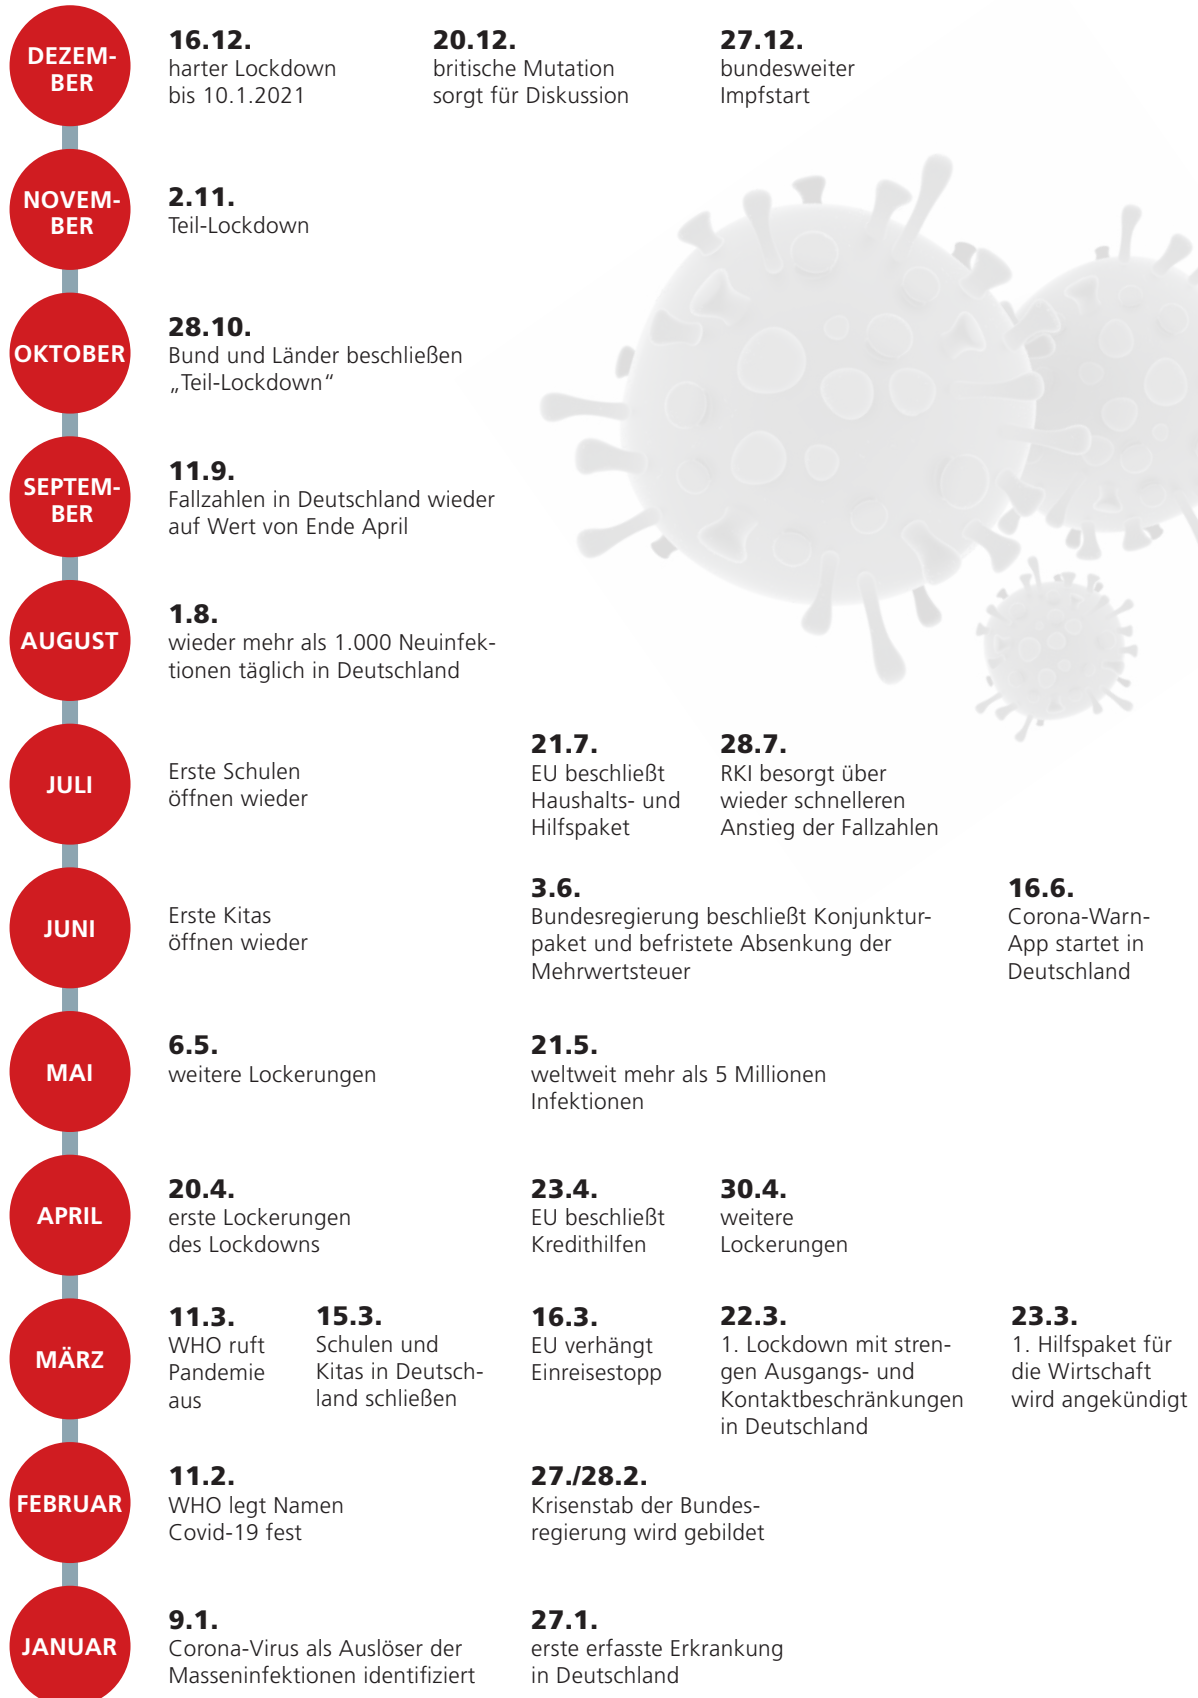 DEZEM-
BER
16.12.
harter Lockdown
bis 10.1.2021
20.12.
britische Mutation
sorgt für Diskussion
27.12.
bundesweiter
Impfstart
NOVEM-
BER
2.11.
Teil-Lockdown
OKTOBER
28.10.
Bund und Länder beschließen
„Teil-Lockdown“
SEPTEM-
BER
11.9.
Fallzahlen in Deutschland wieder
auf Wert von Ende April
AUGUST
1.8.
wieder mehr als 1.000 Neuinfek-
tionen täglich in Deutschland
JULI
Erste Schulen
öffnen wieder
21.7.
EU beschließt
Haushalts- und
Hilfspaket
28.7.
RKI besorgt über
wieder schnelleren
Anstieg der Fallzahlen
JUNI
Erste Kitas
öffnen wieder
3.6.
Bundesregierung beschließt Konjunktur-
paket und befristete Absenkung der
Mehrwertsteuer
16.6.
Corona-Warn-
App startet in
Deutschland
MAI
6.5.
weitere Lockerungen
21.5.
weltweit mehr als 5 Millionen
Infektionen
APRIL
20.4.
erste Lockerungen
des Lockdowns
23.4.
EU beschließt
Kredithilfen
30.4.
weitere
Lockerungen
MÄRZ
11.3.
WHO ruft
Pandemie
aus
15.3.
Schulen und
Kitas in Deutsch-
land schließen
16.3.
EU verhängt
Einreisestopp
22.3.
1. Lockdown mit stren-
gen Ausgangs- und
Kontaktbeschränkungen
in Deutschland
23.3.
1. Hilfspaket für
die Wirtschaft
wird angekündigt
FEBRUAR
11.2.
WHO legt Namen
Covid-19 fest
27./28.2.
Krisenstab der Bundes-
regierung wird gebildet
JANUAR
9.1.
Corona-Virus als Auslöser der
Masseninfektionen identifiziert
27.1.
erste erfasste Erkrankung
in Deutschland